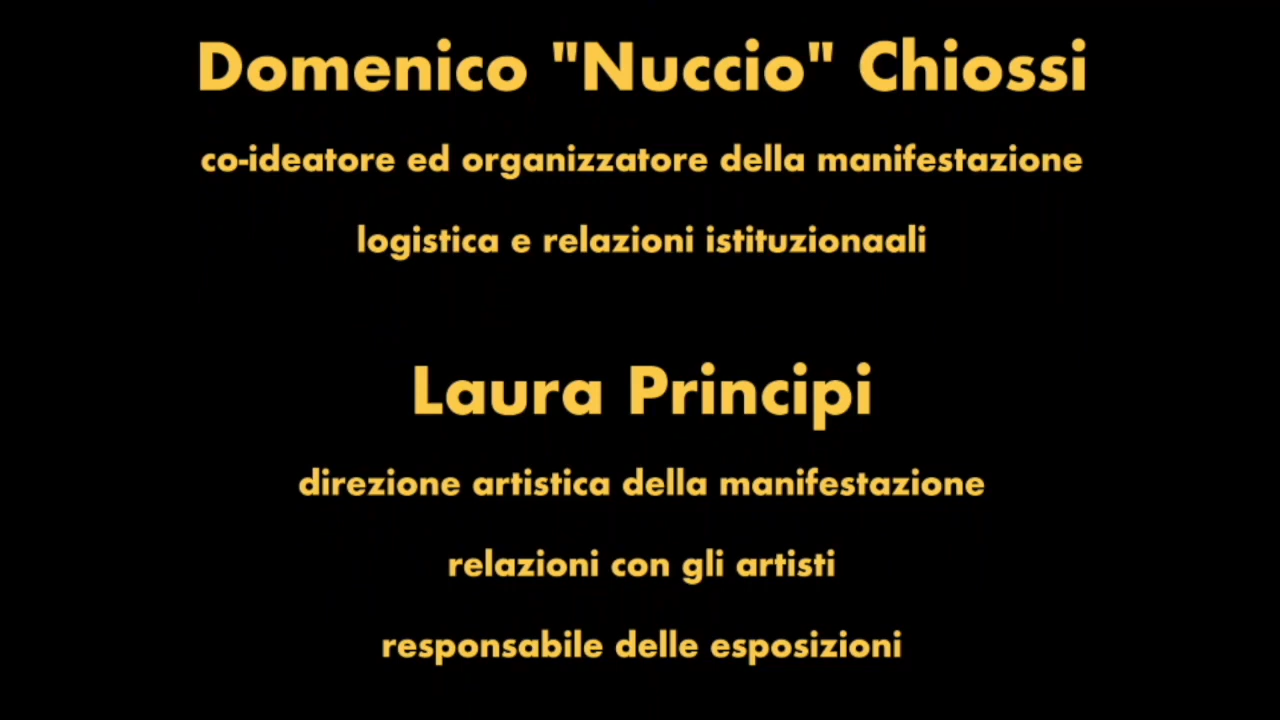 Domenico "Nuccio" Chiossi
co-ideatore ed organizzatore della manifestazione
logistica e relazioni istituzionaali
Laura Principi
direzione artistica della manifestazione
relazioni con gli artisti
responsabile delle esposizioni